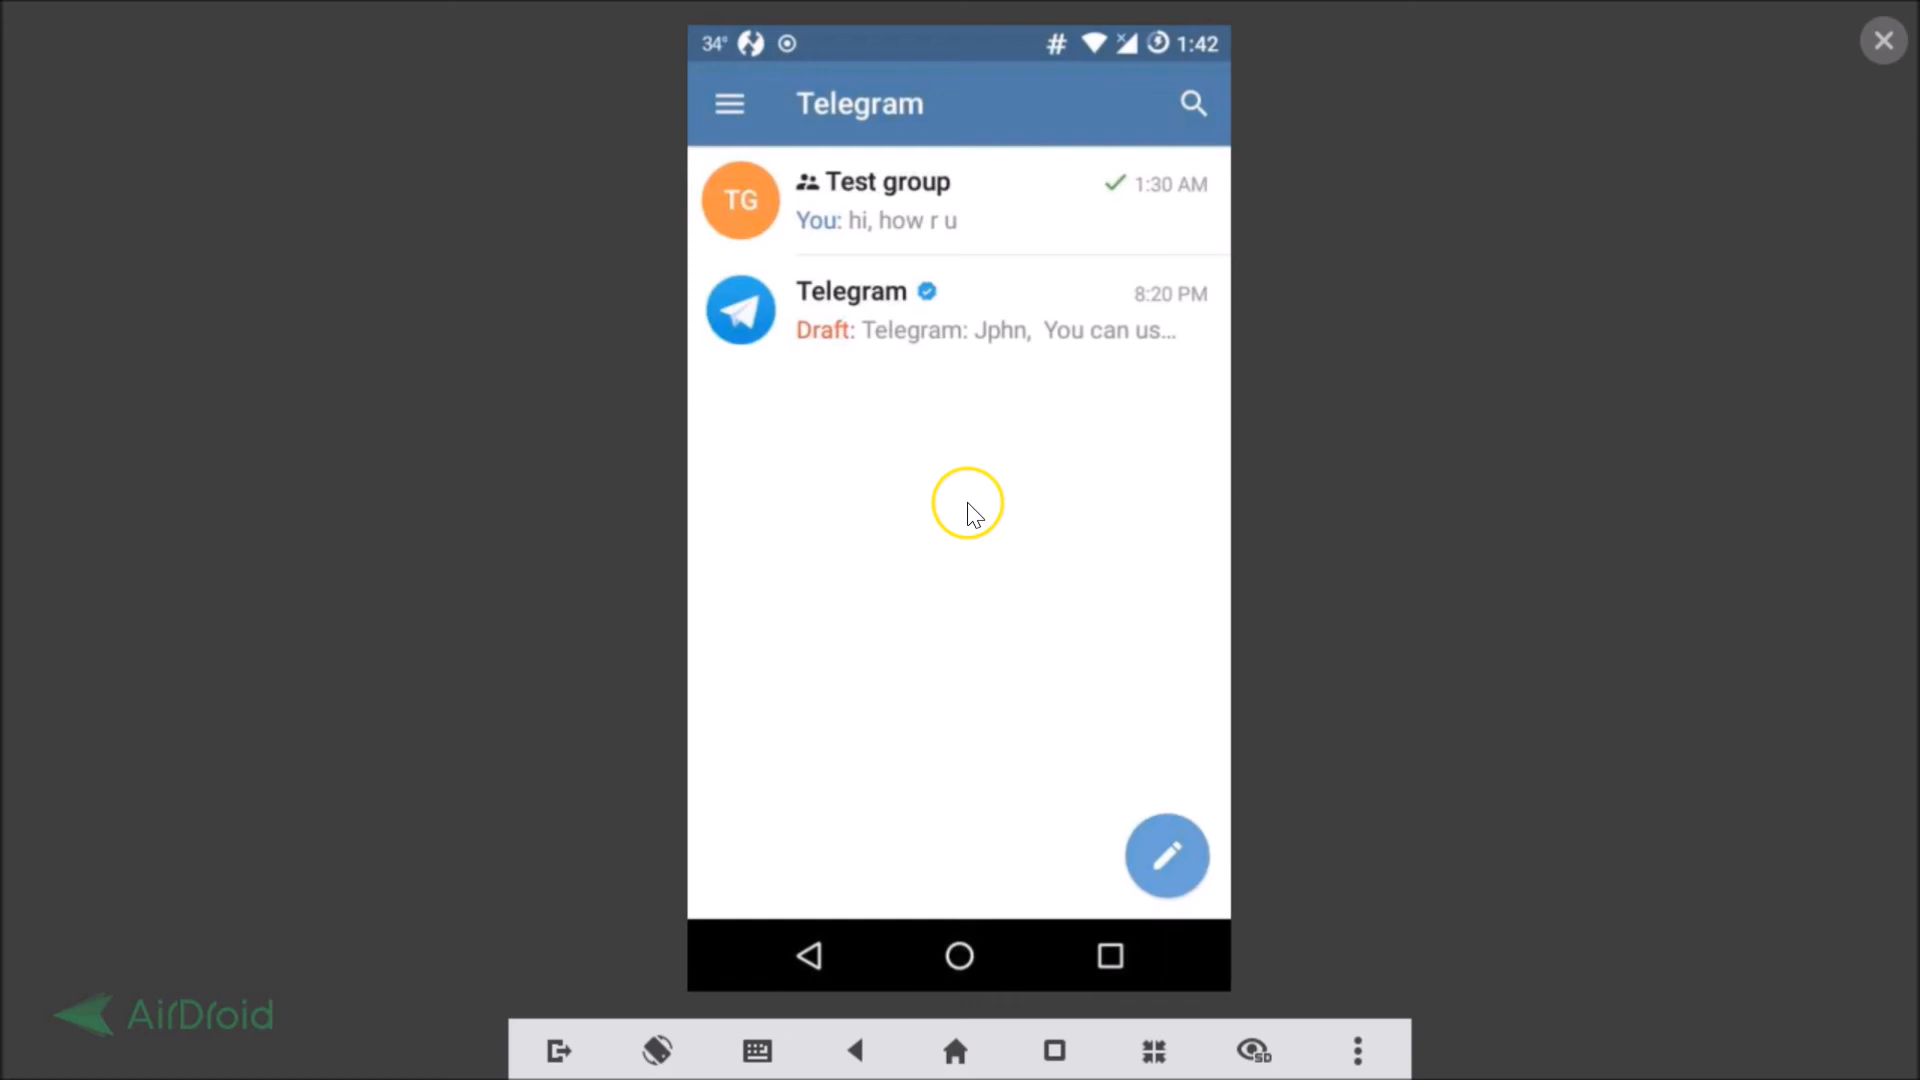 34° # 1:42
Telegram
TG Test group 1:30 AM
You: hi, how r u
Telegram 8:20 PM
Draft: Telegram: Jphn, You can us...
AirDroid
SD